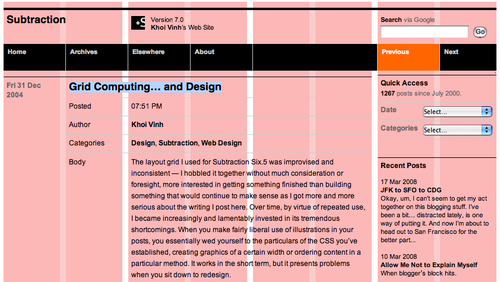 Subtraction
Version 7.0
Khoi Vinh's Web Site
Search via Google
Go
Home
Archives
Elsewhere
About
Previous
Next
Fri 31 Dec
2004
Grid Computing… and Design
Posted
07:51 PM
Author
Khoi Vinh
Categories
Design, Subtraction, Web Design
Body
The layout grid I used for Subtraction Six.5 was improvised and
inconsistent — I hobbled it together without much consideration or
foresight, more interested in getting something finished than building
something that would continue to make sense as I got more and more
serious about the writing I post here. Over time, by virtue of repeated use,
I became increasingly and lamentably invested in its tremendous
shortcomings. When you make fairly liberal use of illustrations in your
posts, you essentially wed yourself to the particulars of the CSS you've
established, creating graphics of a certain width or ordering content in a
particular method. It works in the short term, but it presents problems
when you sit down to redesign.
Quick Access
1267 posts since July 2000.
Date
Select...
Categories
Select...
Recent Posts
17 Mar 2008
JFK to SFO to CDG
Okay, um, I can't seem to get my act
together on this blogging stuff. I've
been a bit… distracted lately, is one
way of putting it. And now I'm about to
head out to San Francisco for the
better part...
10 Mar 2008
Allow Me Not to Explain Myself
When blogger's block hits.